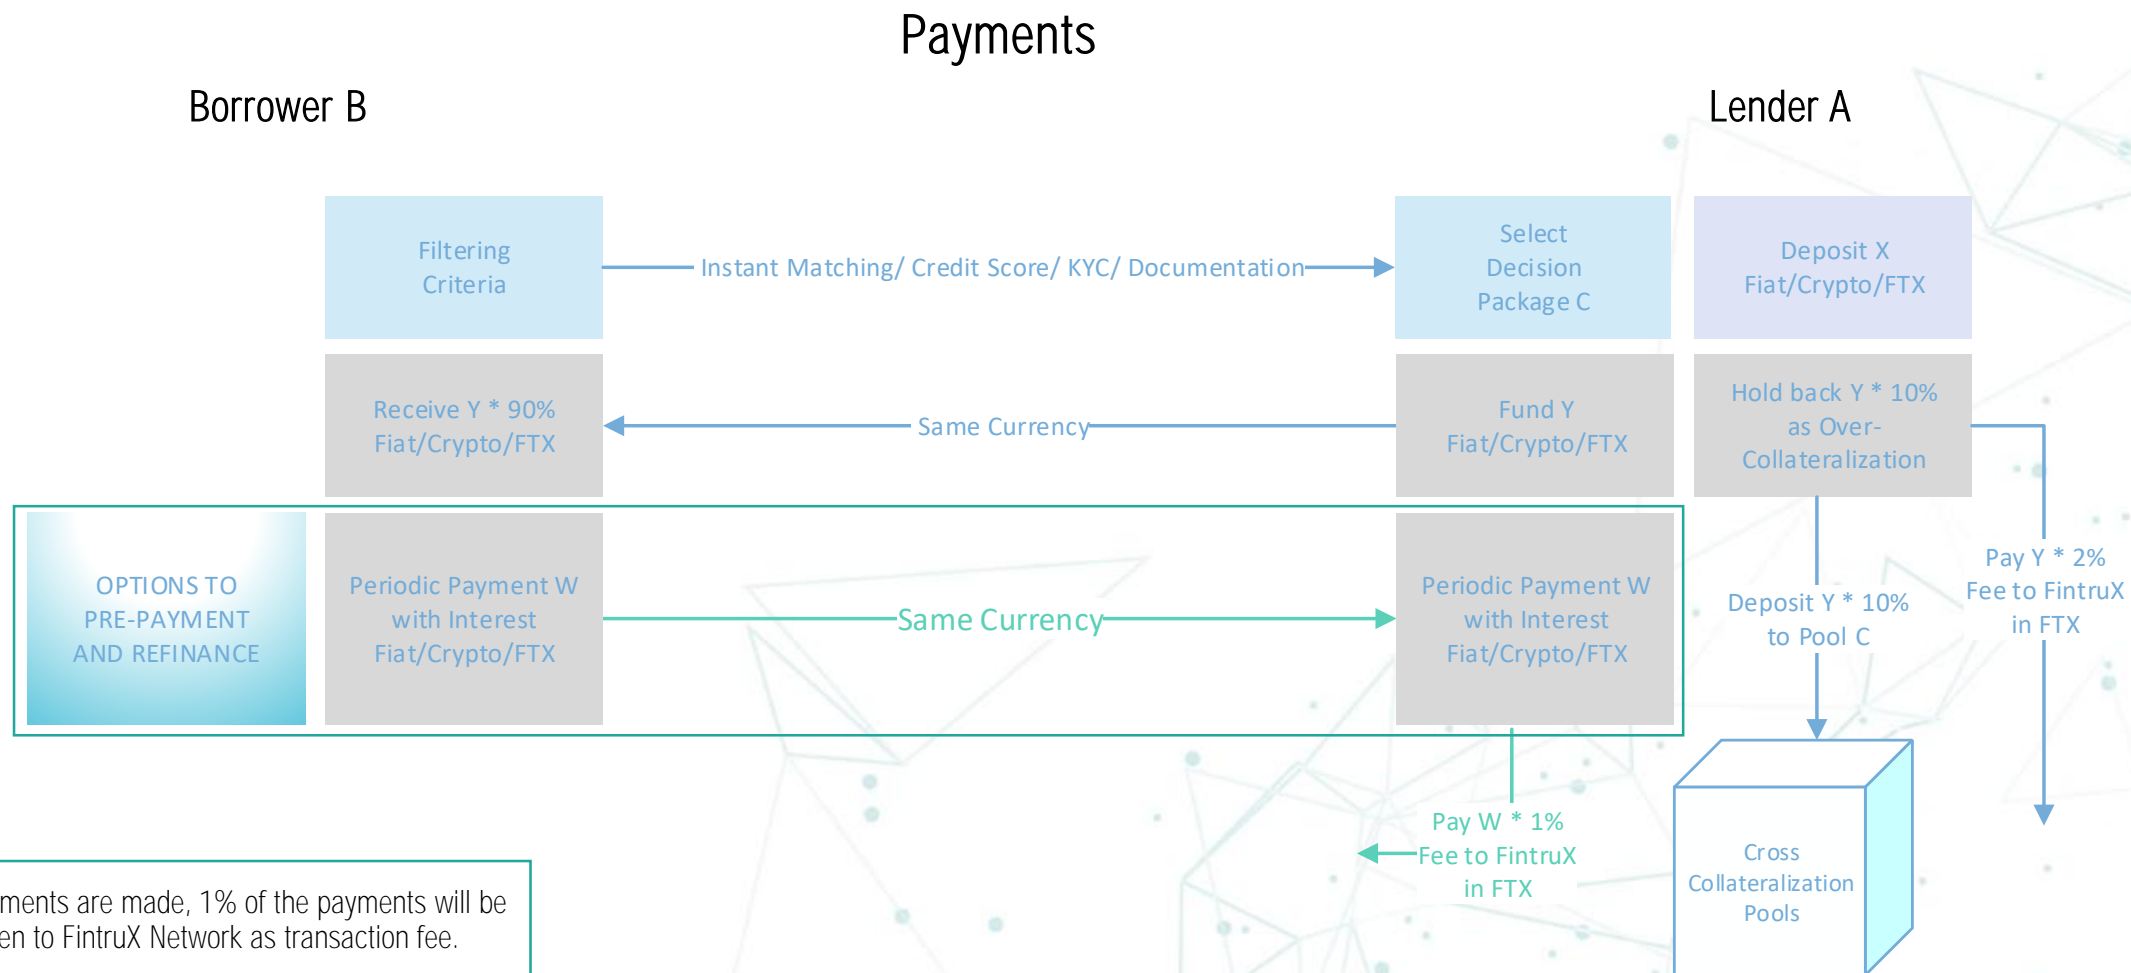 Payments
Borrower B
Lender A
Filtering
Criteria
Instant Matching/ Credit Score/ KYC/ Documentation
Select
Decision
Package C
Deposit X
Fiat/Crypto/FTX
Receive Y * 90%
Fiat/Crypto/FTX
Same Currency
Fund Y
Fiat/Crypto/FTX
Hold back Y * 10%
as Over-
Collateralization
OPTIONS TO
PRE-PAYMENT
AND REFINANCE
Periodic Payment W
with Interest
Fiat/Crypto/FTX
Same Currency
Periodic Payment W
with Interest
Fiat/Crypto/FTX
Deposit Y * 10%
to Pool C
Pay Y * 2%
Fee to FintruX
in FTX
Pay W * 1%
Fee to FintruX
in FTX
Cross
Collateralization
Pools
are made, 1% of the payments will be
to FintruX Network as transaction fee.